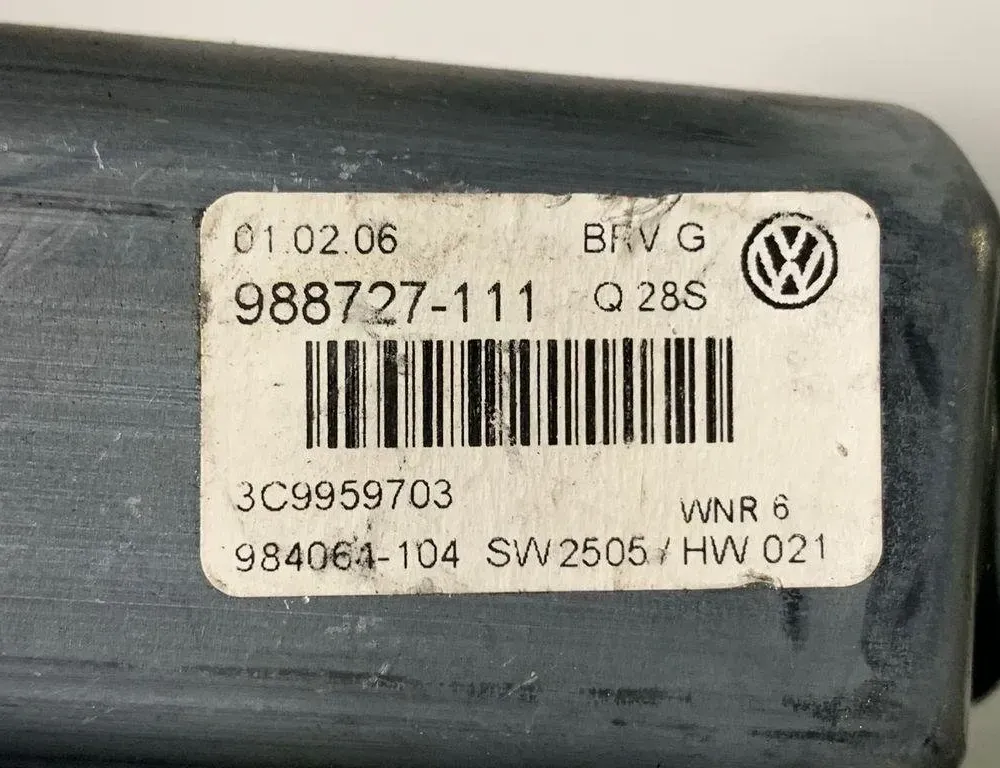 01.02.06 BRV G
988727-111 Q 28S
3C9959703
WNR 6
984064-104 SW 2505 / HW 021